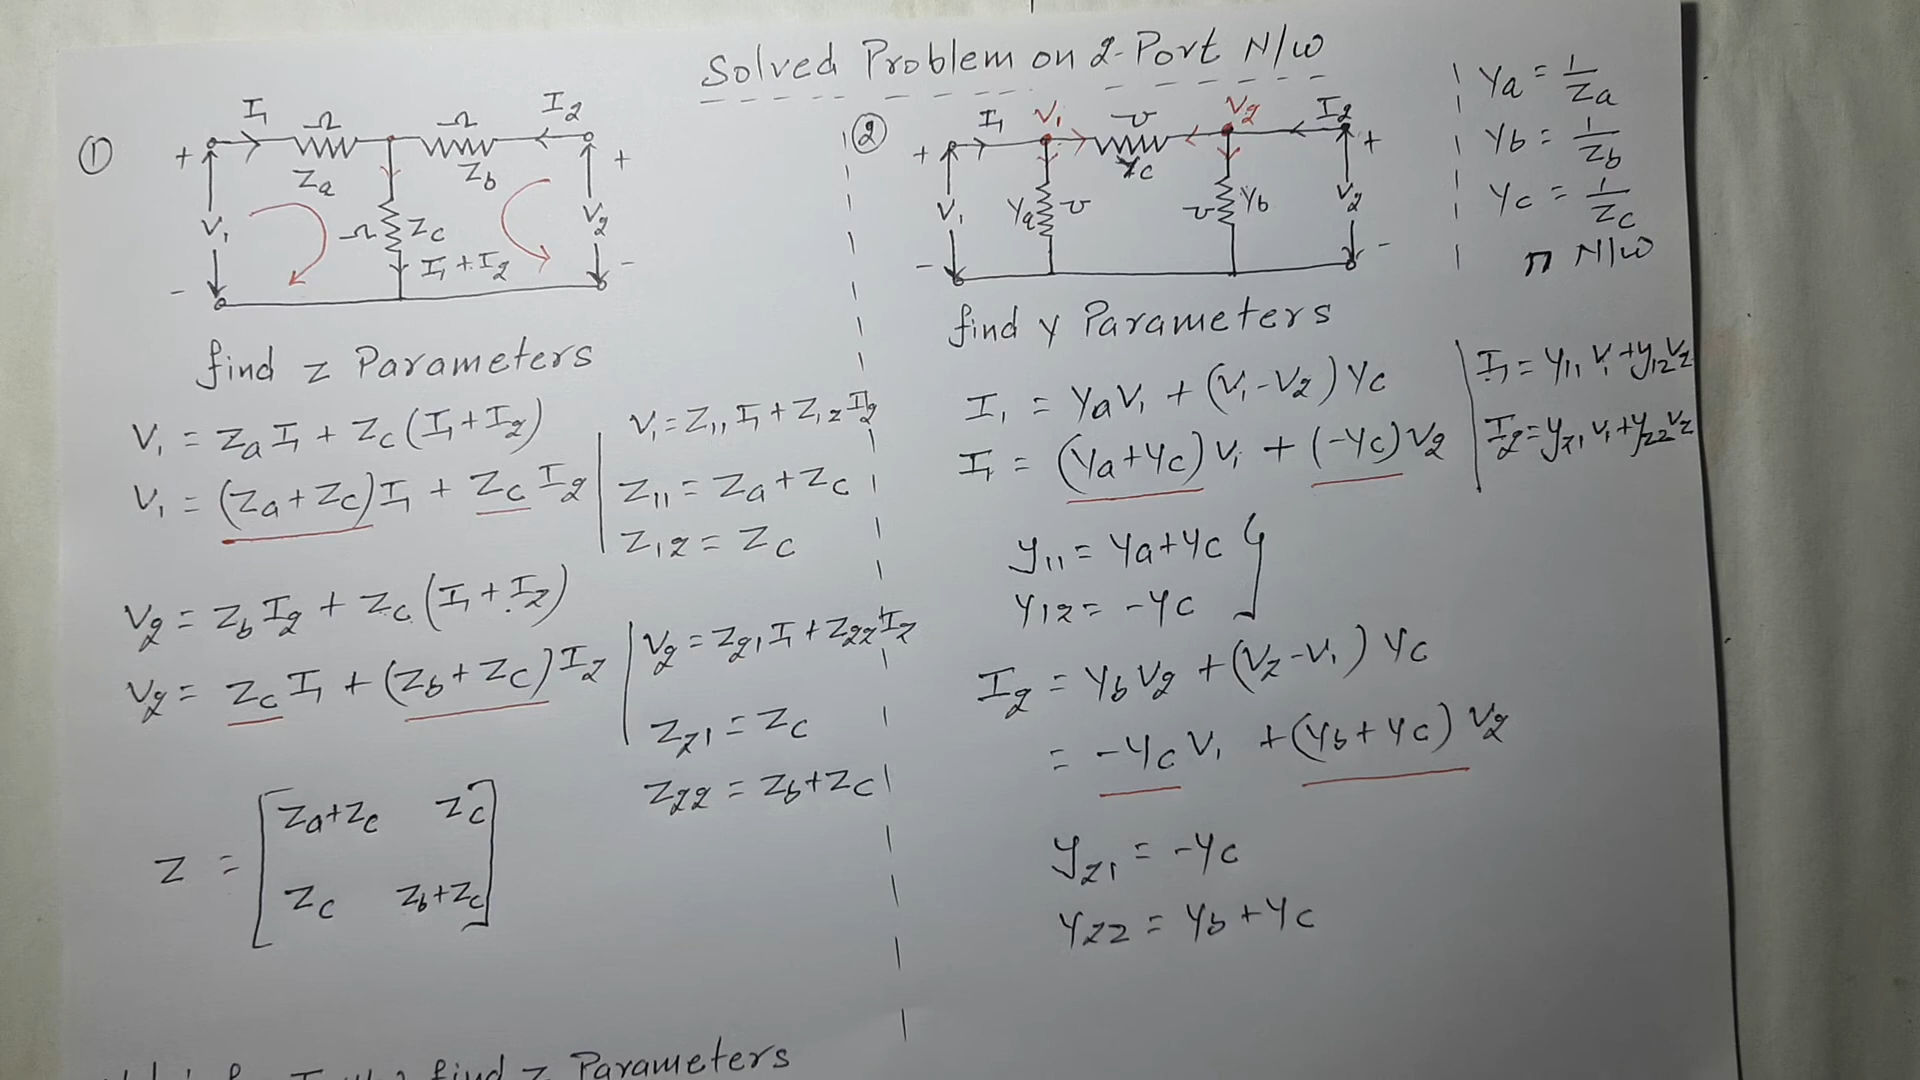 Solved Problem on 2-Port N/W
①
I₁ Ω Ω I₂
+ Za Zb +
V₁ Ω Zc V₂
- I₁+I₂ -
find z Parameters
V₁ = Za I₁ + Zc (I₁+I₂)
V₁ = (Za+Zc) I₁ + Zc I₂
V₁ = Z₁₁ I₁ + Z₁₂ I₂
Z₁₁ = Za + Zc
Z₁₂ = Zc
V₂ = Zb I₂ + Zc (I₁ + I₂)
V₂ = Zc I₁ + (Zb + Zc) I₂
V₂ = Z₂₁ I₁ + Z₂₂ I₂
Z₂₁ = Zc
Z₂₂ = Zb + Zc
Z = [Za+Zc Zc
Zc Zb+Zc]
②
I₁ V₁ ℧ V₂ I₂
+ Yc +
V₁ Ya ℧ ℧ Yb V₂
- -
Ya = 1/Za
Yb = 1/Zb
Yc = 1/Zc
π N/W
find y Parameters
I₁ = Ya V₁ + (V₁ - V₂) Yc
I₁ = (Ya + Yc) V₁ + (-Yc) V₂
I₁ = y₁₁ V₁ + y₁₂ V₂
I₂ = y₂₁ V₁ + y₂₂ V₂
y₁₁ = Ya + Yc
y₁₂ = -Yc
I₂ = Yb V₂ + (V₂ - V₁) Yc
= -Yc V₁ + (Yb + Yc) V₂
y₂₁ = -Yc
y₂₂ = Yb + Yc
find z Parameters